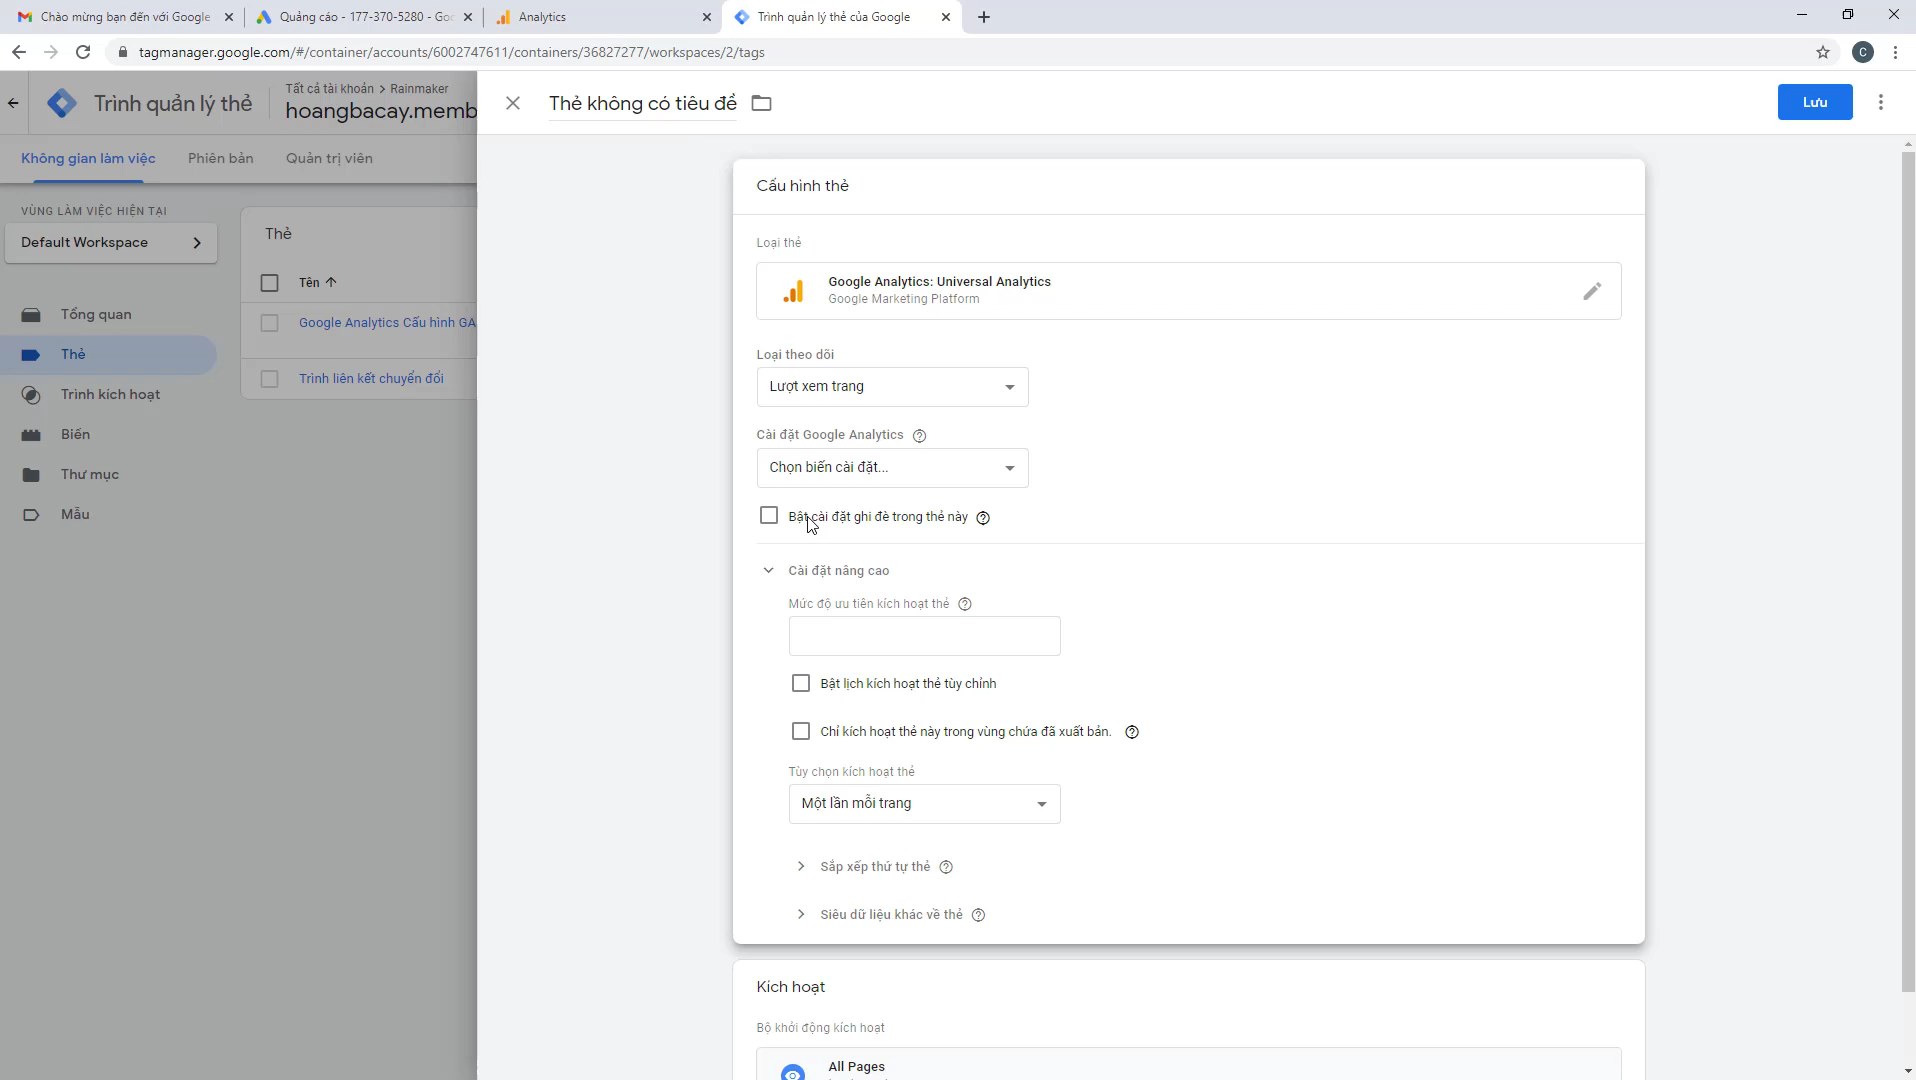 Chào mừng bạn đến với Google
Quảng cáo - 177-370-5280 - Goo
Analytics
Trình quản lý thẻ của Google
tagmanager.google.com/#/container/accounts/6002747611/containers/36827277/workspaces/2/tags
C
Trình quản lý thẻ
Tất cả tài khoản > Rainmaker
hoangbacay.memb
Thẻ không có tiêu đề
Lưu
Không gian làm việc
Phiên bản
Quản trị viên
VÙNG LÀM VIỆC HIỆN TẠI
Default Workspace
Tổng quan
Thẻ
Trình kích hoạt
Biến
Thư mục
Mẫu
Thẻ
Tên
Google Analytics Cấu hình GA
Trình liên kết chuyển đổi
Cấu hình thẻ
Loại thẻ
Google Analytics: Universal Analytics
Google Marketing Platform
Loại theo dõi
Lượt xem trang
Cài đặt Google Analytics
Chọn biến cài đặt...
Bật cài đặt ghi đè trong thẻ này
Cài đặt nâng cao
Mức độ ưu tiên kích hoạt thẻ
Bật lịch kích hoạt thẻ tùy chỉnh
Chỉ kích hoạt thẻ này trong vùng chứa đã xuất bản.
Tùy chọn kích hoạt thẻ
Một lần mỗi trang
Sắp xếp thứ tự thẻ
Siêu dữ liệu khác về thẻ
Kích hoạt
Bộ khởi động kích hoạt
All Pages